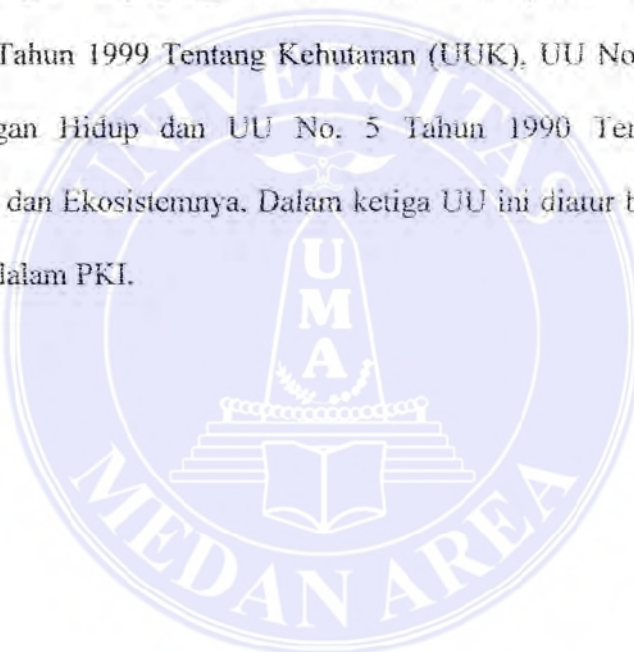 Tahun 1999 Tentang Kehutanan (UUK), UU No
gan Hidup dan UU No. 5 Tahun 1990 Ter
dan Ekosistemnya. Dalam ketiga UU ini diatur b
dalam PKI.
UNIVERSITAS
UMA
MEDAN AREA